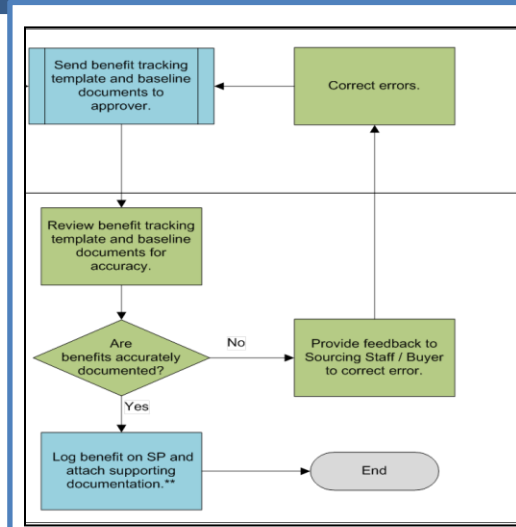 Send benefit tracking
template and baseline
documents to
approver.
Correct errors.
Review benefit tracking
template and baseline
documents for
accuracy.
Are
benefits accurately
documented?
No
Provide feedback to
Sourcing Staff / Buyer
to correct error.
Yes
Log benefit on SP and
attach supporting
documentation.**
End